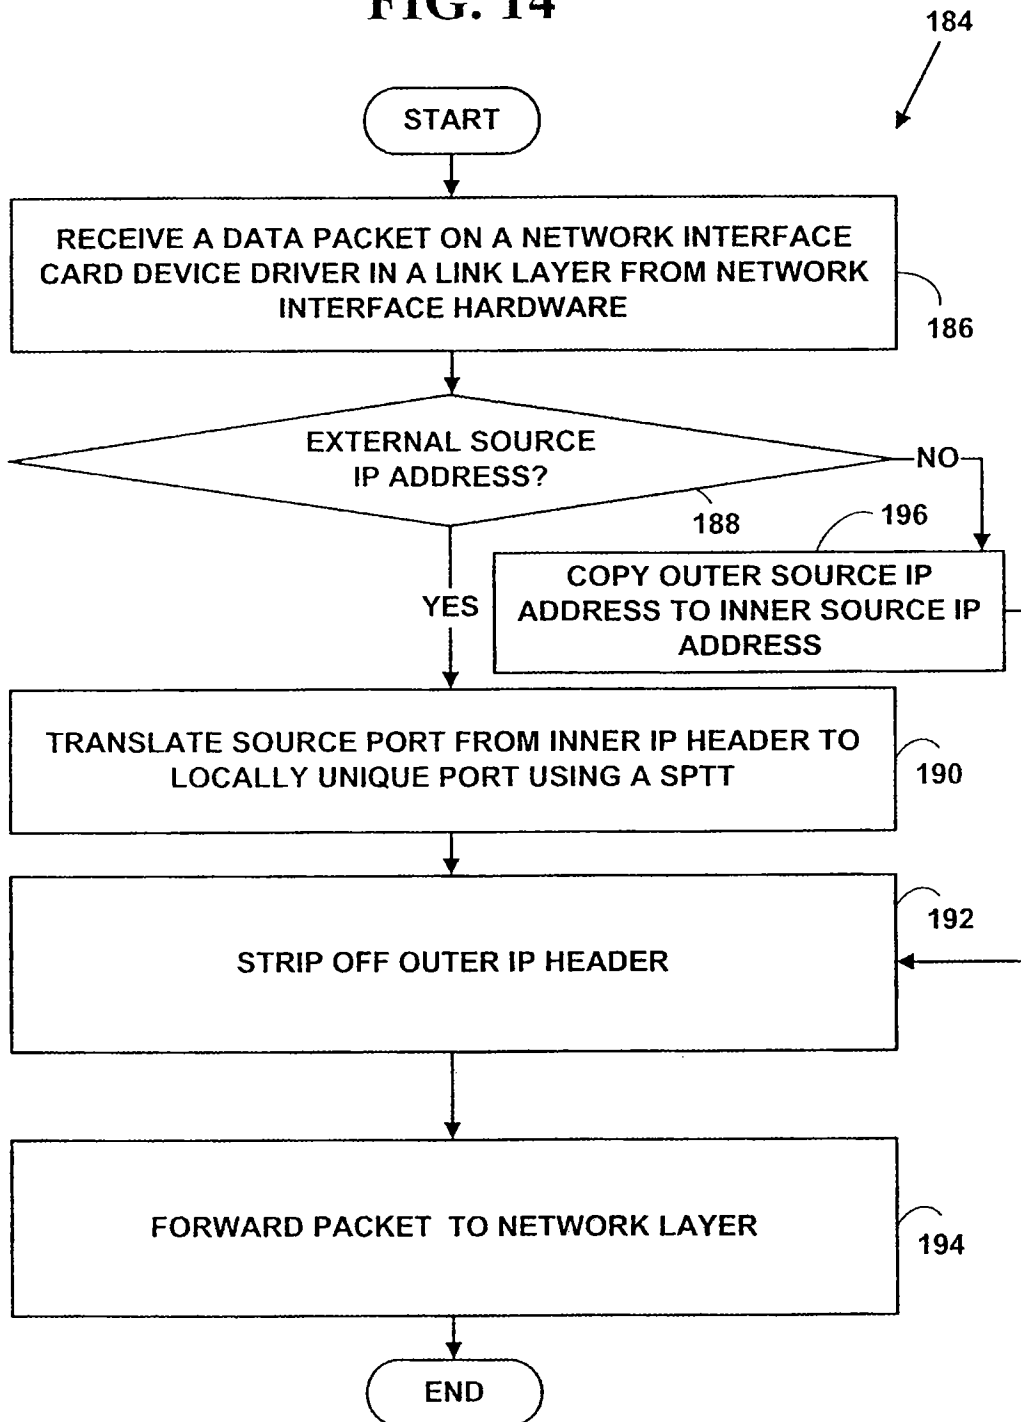 FIG. 14
184
START
RECEIVE A DATA PACKET ON A NETWORK INTERFACE
CARD DEVICE DRIVER IN A LINK LAYER FROM NETWORK
INTERFACE HARDWARE
186
EXTERNAL SOURCE
IP ADDRESS?
NO
188
196
COPY OUTER SOURCE IP
ADDRESS TO INNER SOURCE IP
ADDRESS
YES
TRANSLATE SOURCE PORT FROM INNER IP HEADER TO
LOCALLY UNIQUE PORT USING A SPTT
190
192
STRIP OFF OUTER IP HEADER
FORWARD PACKET TO NETWORK LAYER
194
END